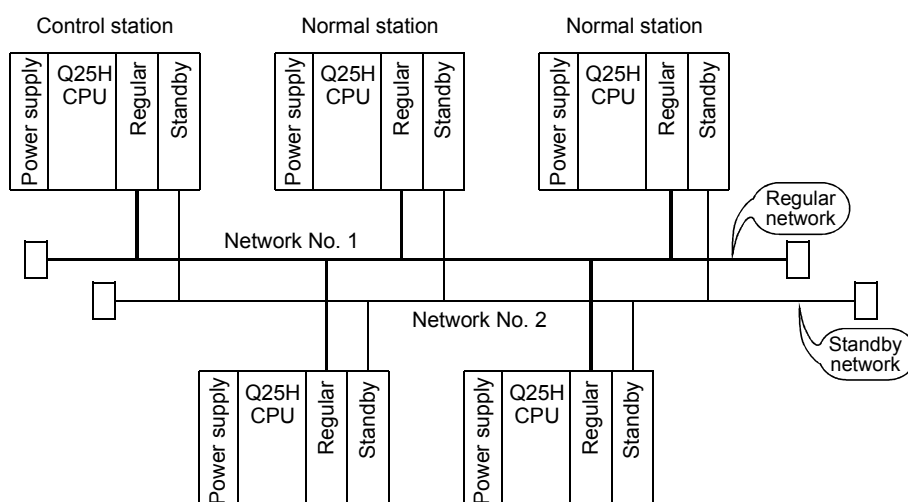 Control station
Normal station
Normal station
Power supply
Q25H
CPU
Regular
Standby
Power supply
Q25H
CPU
Regular
Standby
Power supply
Q25H
CPU
Regular
Standby
Regular
network
Network No. 1
Network No. 2
Standby
network
Power supply
Q25H
CPU
Regular
Standby
Power supply
Q25H
CPU
Regular
Standby